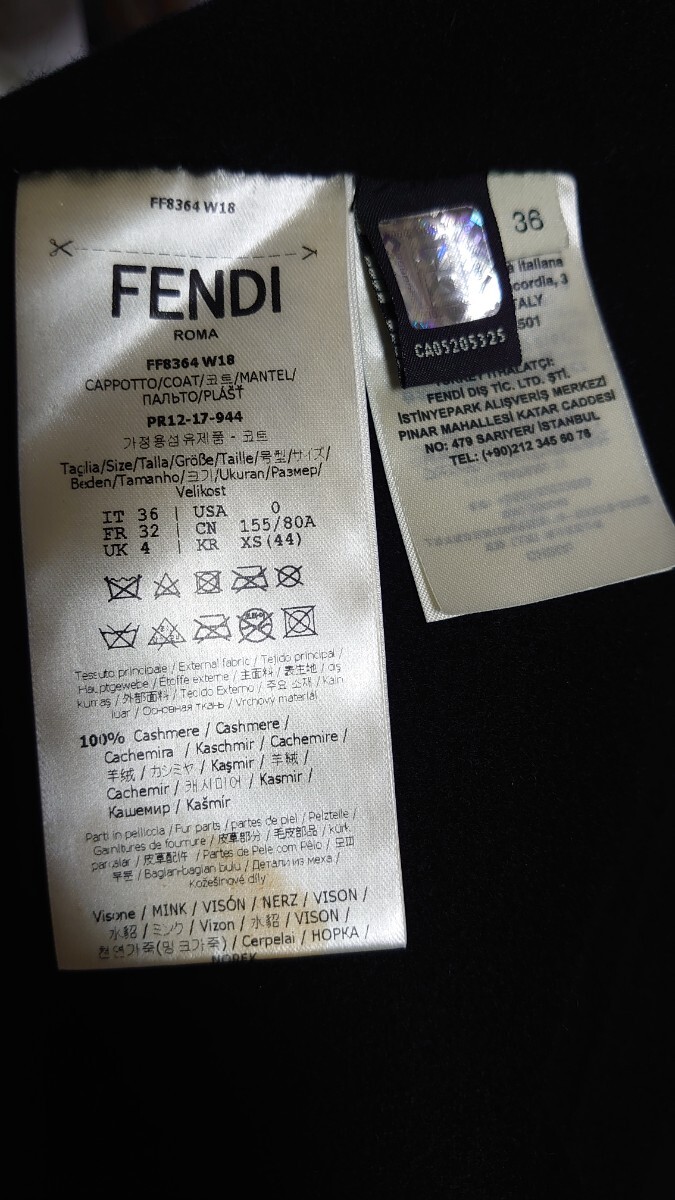 FF8364 W18
FENDI
ROMA
FF8364 W18
CAPPOTTO/COAT/코트/MANTEL/
ПАЛЬТО/PLÁŠŤ
PR12-17-944
가정용섬유제품 - 코트
Taglia/Size/Talla/Größe/Taille/号型/サイズ/
Beden/Tamanho/크기/Ukuran/Размер/
Velikost
IT 36 | USA 0
FR 32 | CN 155/80A
UK 4 | KR XS(44)
Tessuto principale / External fabric / Tejido principal /
Hauptgewebe / Étoffe externe / 主面料 / 表生地 / dış
kumaş / 外部面料 / Tecido Externo / 주요 소재 / Kain
luar / Основная ткань / Vrchový materiál
100% Cashmere / Cashmere /
Cachemira / Kaschmir / Cachemire /
羊绒 / カシミヤ / Kaşmir / 羊絨 /
Cachemir / 캐시미어 / Kasmir /
Кашемир / Kašmír
Parti in pelliccia / Fur parts / partes de piel / Pelzteile /
Garnitures de fourrure / 皮草部分 / 毛皮部品 / kürk
parçalar / 皮草配件 / Partes de Pele com Pêlo / 모피
부분 / Bagian-bagian bulu / Детали из меха /
Kožešinové díly
Visone / MINK / VISÓN / NERZ / VISON /
水貂 / ミンク / Vizon / 水貂 / VISON /
천연가죽(밍크가죽) / Cerpelai / НОРКА /
NOREK
36
italiana
3
501
CA05205325
FENDI DIŞ TİC. LTD. ŞTİ.
İSTİNYEPARK ALIŞVERİŞ MERKEZİ
PINAR MAHALLESİ KATAR CADDESİ
NO: 479 SARIYERİ İSTANBUL
TEL: (+90)212 345 60 76